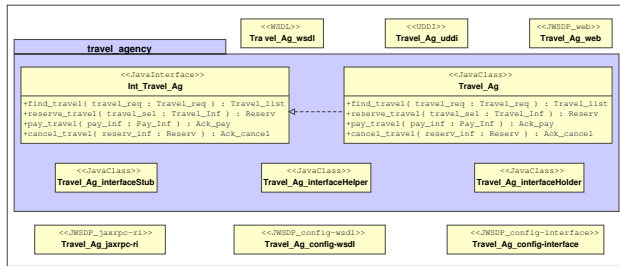 <<WSDL>>
Travel_Ag_wsdl
<<UDDI>>
Travel_Ag_uddi
<<JWSDP_web>>
Travel_Ag_web
travel_agency
<<JavaInterface>>
Int_Travel_Ag
+find_travel( travel_req : Travel_req ) : Travel_list
+reserve_travel( travel_sel : Travel_Inf ) : Reserv
+pay_travel( pay_inf : Pay_Inf ) : Ack_pay
+cancel_travel( reserv_inf : Reserv ) : Ack_cancel
<<JavaClass>>
Travel_Ag
+find_travel( travel_req : Travel_req ) : Travel_list
+reserve_travel( travel_sel : Travel_Inf ) : Reserv
+pay_travel( pay_inf : Pay_Inf ) : Ack_pay
+cancel_travel( reserv_inf : Reserv ) : Ack_cancel
<<JavaClass>>
Travel_Ag_interfaceStub
<<JavaClass>>
Travel_Ag_interfaceHelper
<<JavaClass>>
Travel_Ag_interfaceHolder
<<JWSDP_jaxrpc-ri>>
Travel_Ag_jaxrpc-ri
<<JWSDP_config-wsdl>>
Travel_Ag_config-wsdl
<<JWSDP_config-interface>>
Travel_Ag_config-interface